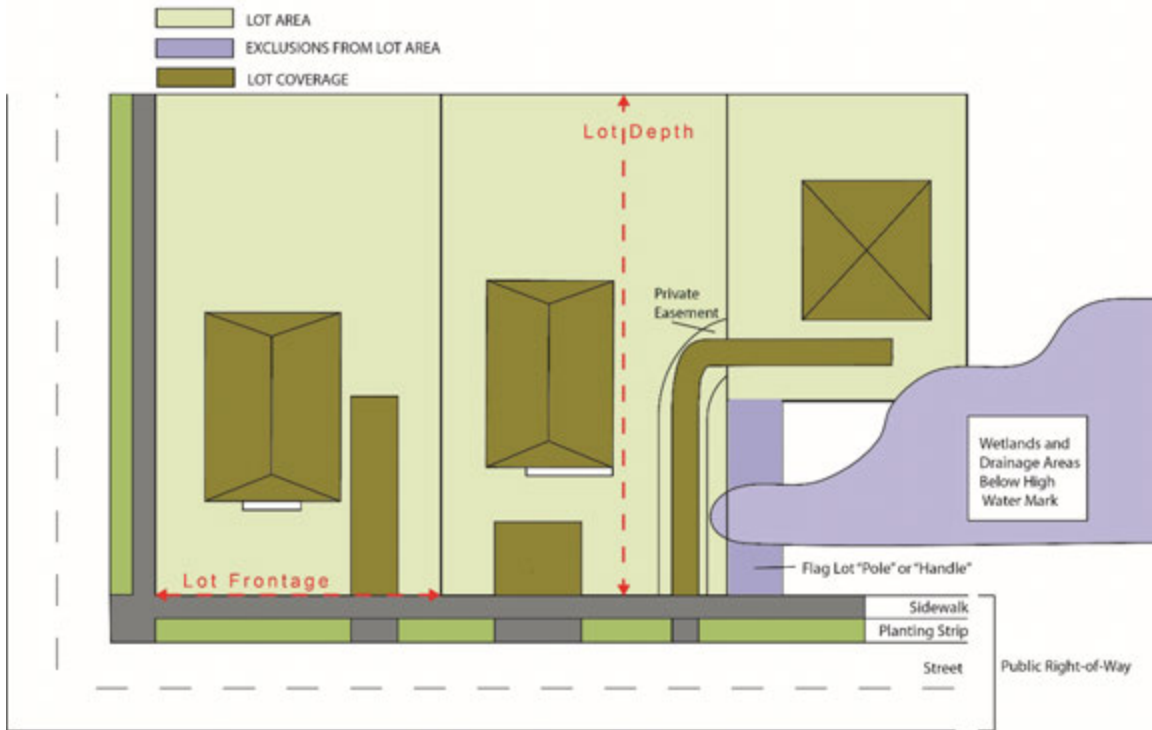 LOT AREA
EXCLUSIONS FROM LOT AREA
LOT COVERAGE
Lot Depth
Private
Easement
Wetlands and
Drainage Areas
Below High
Water Mark
Flag Lot "Pole" or "Handle"
Lot Frontage
Sidewalk
Planting Strip
Street
Public Right-of-Way